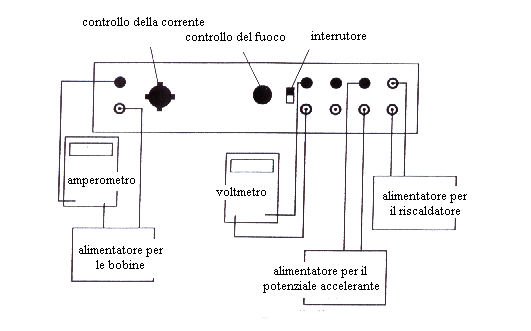 controllo della corrente
controllo del fuoco
interrutore
amperometro
voltmetro
alimentatore per
il riscaldatore
alimentatore per
le bobine
alimentatore per il
potenziale accelerante